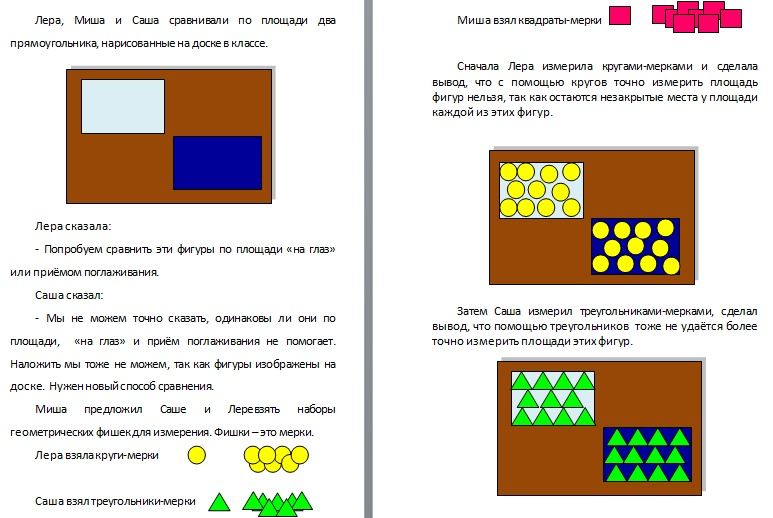 Лера, Миша и Саша сравнивали по площади два
прямоугольника, нарисованные на доске в классе.
Лера сказала:
- Попробуем сравнить эти фигуры по площади «на глаз»
или приёмом поглаживания.
Саша сказал:
- Мы не можем точно сказать, одинаковы ли они по
площади, «на глаз» и приём поглаживания не помогает.
Наложить мы тоже не можем, так как фигуры изображены на
доске. Нужен новый способ сравнения.
Миша предложил Саше и Леревзять наборы
геометрических фишек для измерения. Фишки – это мерки.
Лера взяла круги-мерки
Саша взял треугольники-мерки
Миша взял квадраты-мерки
Сначала Лера измерила кругами-мерками и сделала
вывод, что с помощью кругов точно измерить площадь
фигур нельзя, так как остаются незакрытые места у площади
каждой из этих фигур.
Затем Саша измерил треугольниками-мерками, сделал
вывод, что помощью треугольников тоже не удаётся более
точно измерить площади этих фигур.